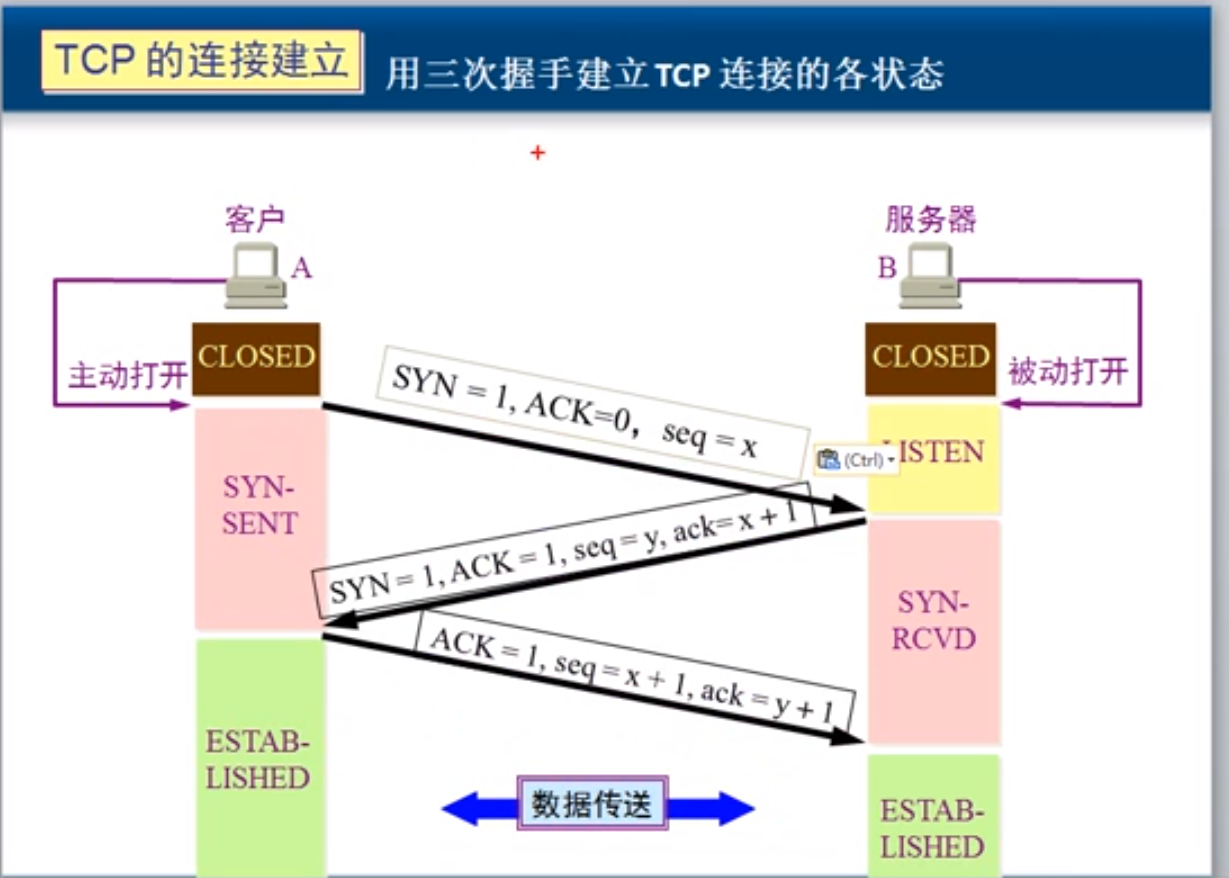 TCP 的连接建立
用三次握手建立 TCP 连接的各状态
客户
服务器
A
B
CLOSED
CLOSED
主动打开
被动打开
SYN = 1, ACK=0，seq = x
(Ctrl)
LISTEN
SYN-
SENT
SYN = 1, ACK = 1, seq = y, ack= x + 1
SYN-
RCVD
ACK = 1, seq = x + 1, ack = y + 1
ESTAB-
LISHED
数据传送
ESTAB-
LISHED